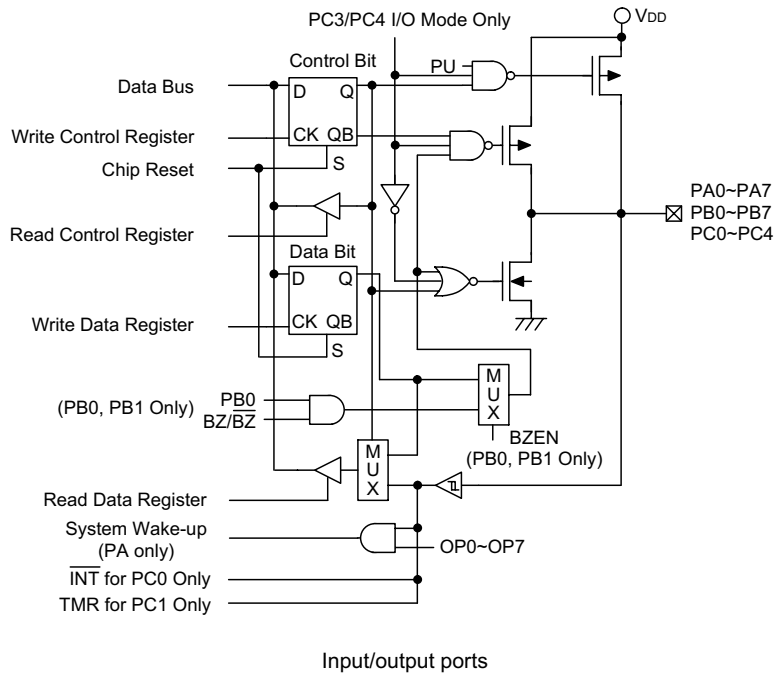 PC3/PC4 I/O Mode Only
VDD
Control Bit
PU
Data Bus
D Q
Write Control Register
CK QB
Chip Reset
S
PA0~PA7
PB0~PB7
PC0~PC4
Read Control Register
Data Bit
D Q
Write Data Register
CK QB
S
PB0
(PB0, PB1 Only)
BZ/B̅Z̅
M
U
X
BZEN
(PB0, PB1 Only)
M
U
X
Read Data Register
System Wake-up
(PA only)
OP0~OP7
I̅N̅T̅ for PC0 Only
TMR for PC1 Only
Input/output ports